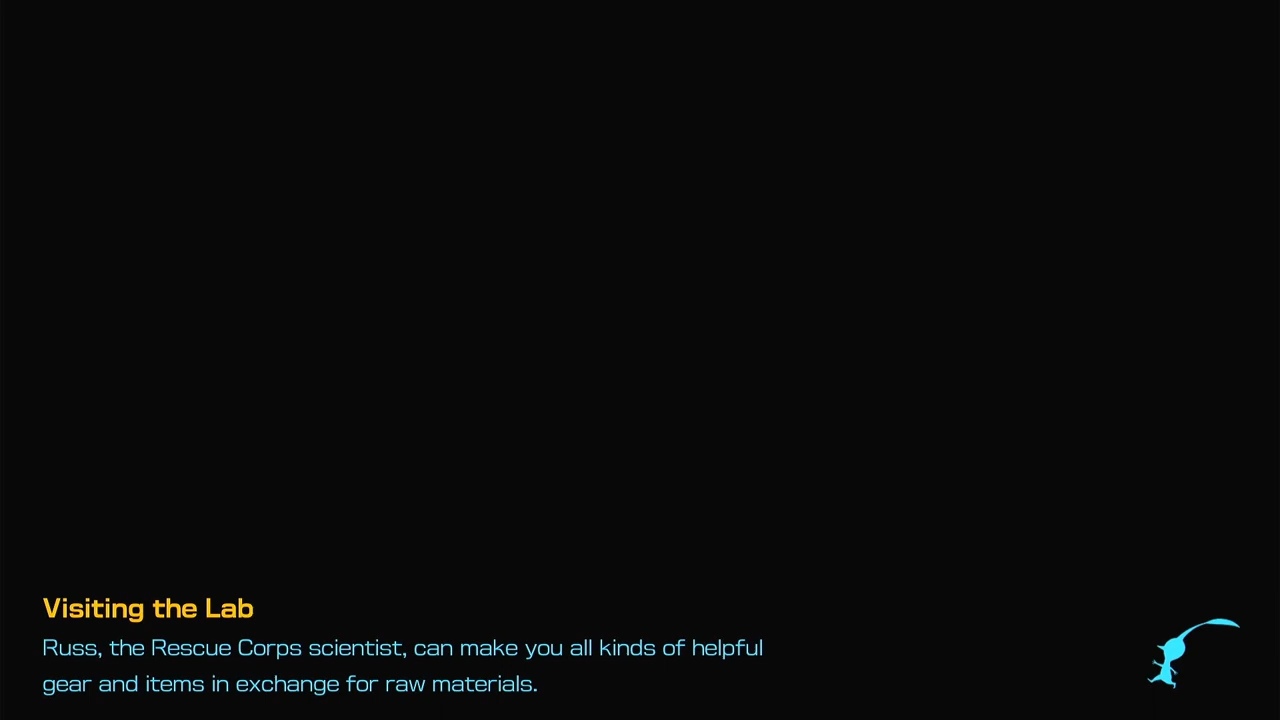 Visiting the Lab
Russ, the Rescue Corps scientist, can make you all kinds of helpful
gear and items in exchange for raw materials.